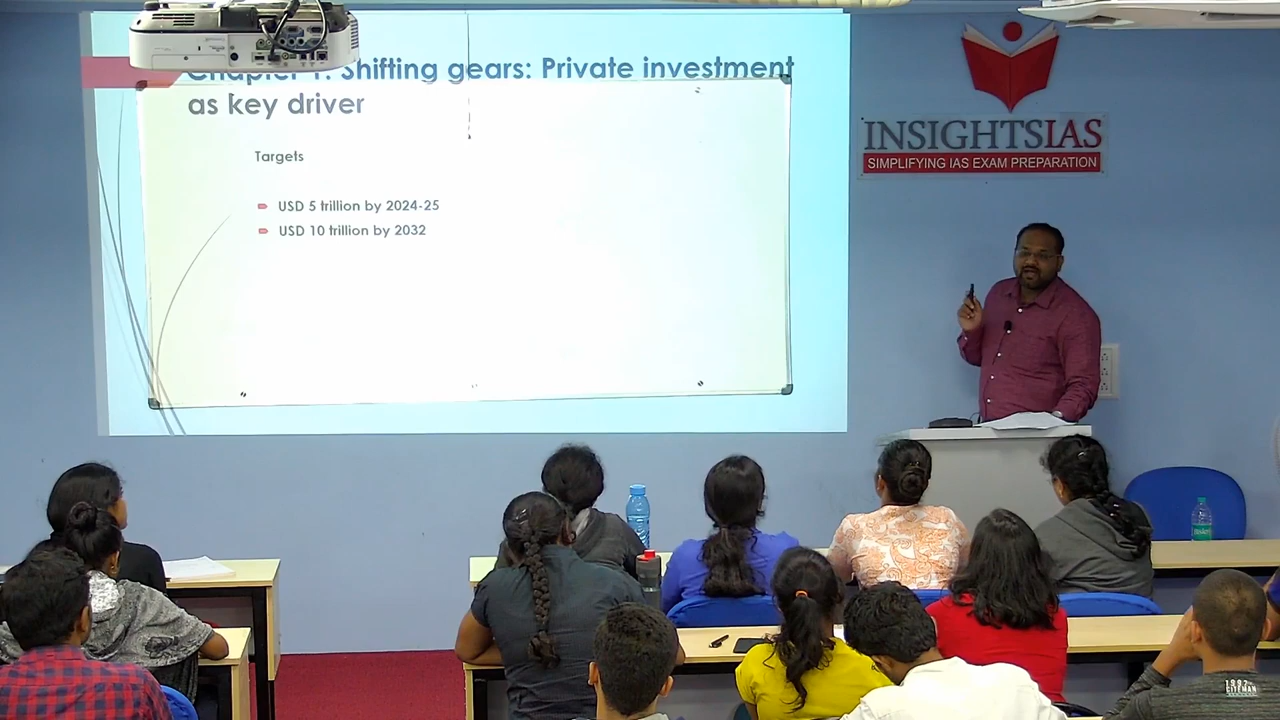 Chapter 1: Shifting gears: Private investment
as key driver
Targets
USD 5 trillion by 2024-25
USD 10 trillion by 2032
INSIGHTSIAS
SIMPLIFYING IAS EXAM PREPARATION